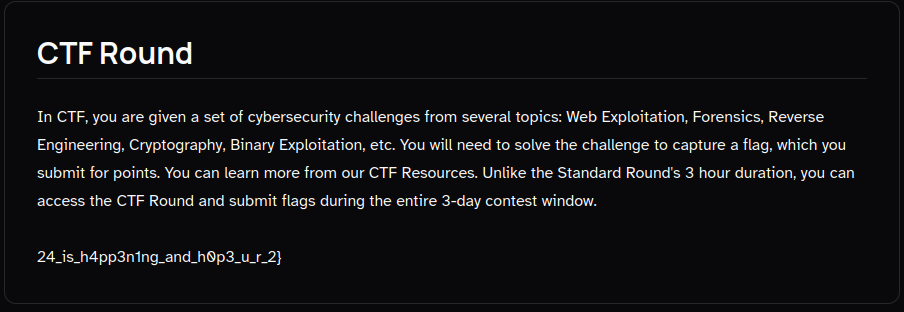 CTF Round
In CTF, you are given a set of cybersecurity challenges from several topics: Web Exploitation, Forensics, Reverse
Engineering, Cryptography, Binary Exploitation, etc. You will need to solve the challenge to capture a flag, which you
submit for points. You can learn more from our CTF Resources. Unlike the Standard Round's 3 hour duration, you can
access the CTF Round and submit flags during the entire 3-day contest window.
24_is_h4pp3n1ng_and_h0p3_u_r_2}